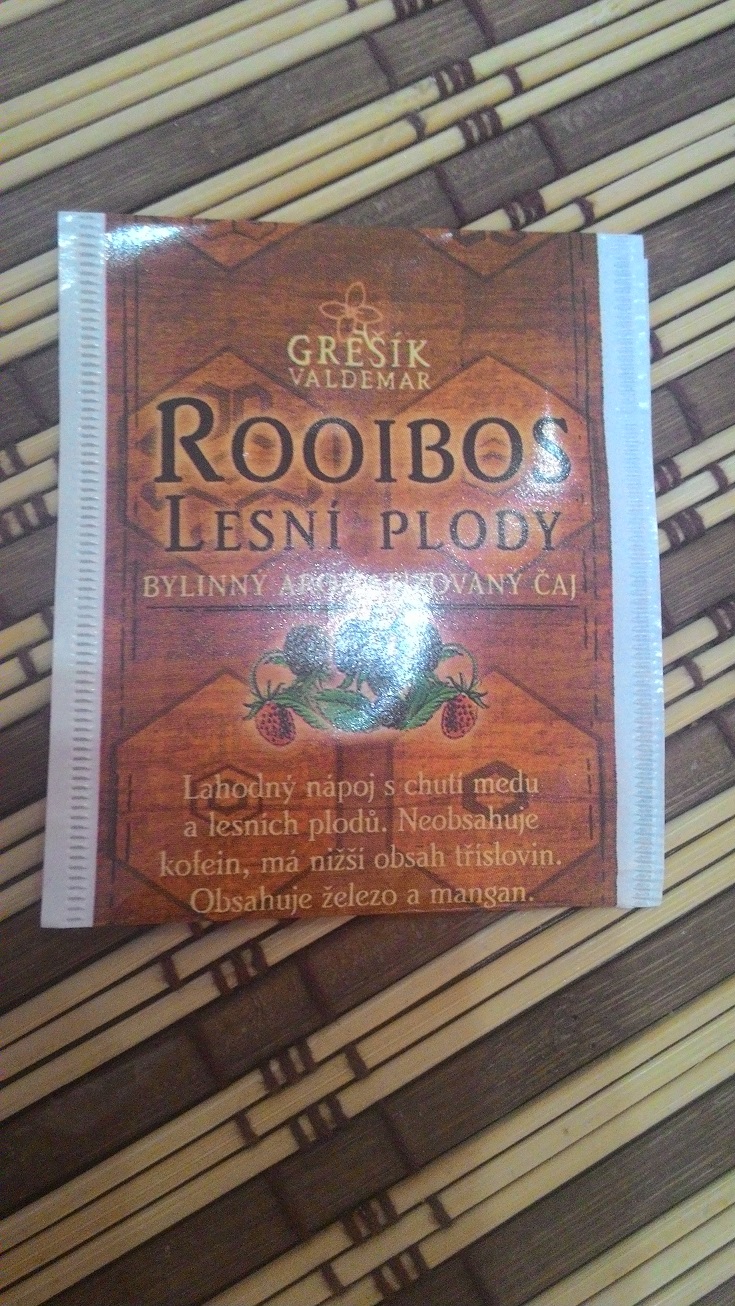 GREŠÍK
VALDEMAR
ROOIBOS
LESNÍ PLODY
BYLINNÝ AROMATIZOVANÝ ČAJ
Lahodný nápoj s chutí medu
a lesních plodů. Neobsahuje
kofein, má nižší obsah tříslovin.
Obsahuje železo a mangan.